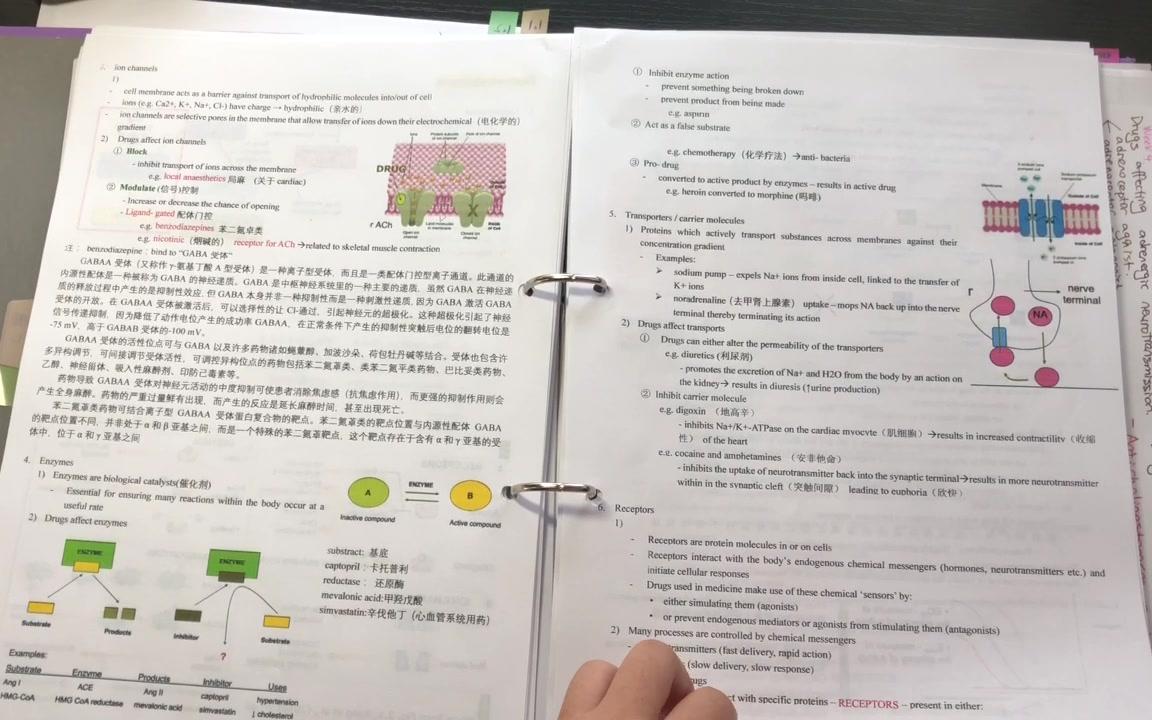 ion channels
1)
- cell membrane acts as a barrier against transport of hydrophilic molecules into/out of cell
- ions (e.g. Ca2+, K+, Na+, Cl-) have charge → hydrophilic (亲水的)
- ion channels are selective pores in the membrane that allow transfer of ions down their electrochemical (电化学的)
gradient
2) Drugs affect ion channels
① Block
- inhibit transport of ions across the membrane
e.g. local anaesthetics 局麻 (关于 cardiac)
② Modulate (信号)控制
- Increase or decrease the chance of opening
- Ligand- gated 配体门控
e.g. benzodiazepines 苯二氮卓类
e.g. nicotinic (烟碱的) receptor for ACh →related to skeletal muscle contraction
DRUG
r ACh
注: benzodiazepine : bind to "GABA 受体"
GABAA 受体（又称作 γ-氨基丁酸 A 型受体）是一种离子型受体，而且是一类配体门控型离子通道。此通道的
内源性配体是一种被称为 GABA 的神经递质。GABA 是中枢神经系统里的一种主要的递质，虽然 GABA 在神经递
质的释放过程中产生的是抑制性效应，但 GABA 本身并非一种抑制性而是一种刺激性递质，因为 GABA 激活 GABA
受体的开放。在 GABAA 受体被激活后，可以选择性的让 Cl-通过，引起神经元的超极化。这种超极化引起了神经
信号传递抑制，因为降低了动作电位产生的成功率 GABAA，在正常条件下产生的抑制性突触后电位的翻转电位是
-75 mV，高于 GABAB 受体的-100 mV。
GABAA 受体的活性位点可与 GABA 以及许多药物诸如蝇蕈醇、加波沙朵、荷包牡丹碱等结合。受体也包含许
多异构调节，可间接调节受体活性，可调控异构位点的药物包括苯二氮䓬类、类苯二氮平类药物、巴比妥类药物、
乙醇、神经甾体、吸入性麻醉剂、印防己毒素等。
药物导致 GABAA 受体对神经元活动的中度抑制可使患者消除焦虑感（抗焦虑作用），而更强的抑制作用则会
产生全身麻醉。药物的严重过量鲜有出现，而产生的反应是延长麻醉时间，甚至出现死亡。
苯二氮䓬类药物可结合离子型 GABAA 受体蛋白复合物的靶点。苯二氮䓬类的靶点位置与内源性配体 GABA
的靶点位置不同，并非处于 α 和 β 亚基之间，而是一个特殊的苯二氮䓬靶点，这个靶点存在于含有 α 和 γ 亚基的受
体中，位于 α 和 γ 亚基之间
4. Enzymes
1) Enzymes are biological catalysts(催化剂)
- Essential for ensuring many reactions within the body occur at a
useful rate
2) Drugs affect enzymes
A
ENZYME
B
Inactive compound
Active compound
ENZYME
ENZYME
Substrate
Products
Inhibitor
Substrate
?
substract: 基底
captopril : 卡托普利
reductase : 还原酶
mevalonic acid:甲羟戊酸
simvastatin:辛伐他丁 (心血管系统用药)
Examples:
Substrate Enzyme Products Inhibitor Uses
Ang I ACE Ang II captopril hypertension
HMG-CoA HMG CoA reductase mevalonic acid simvastatin ↓ cholesterol
① Inhibit enzyme action
- prevent something being broken down
- prevent product from being made
e.g. aspirin
② Act as a false substrate
e.g. chemotherapy (化学疗法) →anti- bacteria
③ Pro- drug
- converted to active product by enzymes – results in active drug
e.g. heroin converted to morphine (吗啡)
5. Transporters / carrier molecules
1) Proteins which actively transport substances across membranes against their
concentration gradient
- Examples:
➢ sodium pump – expels Na+ ions from inside cell, linked to the transfer of
K+ ions
➢ noradrenaline (去甲肾上腺素) uptake – mops NA back up into the nerve
terminal thereby terminating its action
2) Drugs affect transports
① Drugs can either alter the permeability of the transporters
e.g. diuretics (利尿剂)
- promotes the excretion of Na+ and H2O from the body by an action on
the kidney→ results in diuresis (↑urine production)
② Inhibit carrier molecule
e.g. digoxin (地高辛)
- inhibits Na+/K+-ATPase on the cardiac myocyte (肌细胞) →results in increased contractility (收缩
性) of the heart
e.g. cocaine and amphetamines (安非他命)
- inhibits the uptake of neurotransmitter back into the synaptic terminal→results in more neurotransmitter
within in the synaptic cleft (突触间隙) leading to euphoria (欣快)
r
nerve
terminal
NA
6. Receptors
1)
- Receptors are protein molecules in or on cells
- Receptors interact with the body's endogenous chemical messengers (hormones, neurotransmitters etc.) and
initiate cellular responses
- Drugs used in medicine make use of these chemical 'sensors' by:
• either simulating them (agonists)
• or prevent endogenous mediators or agonists from stimulating them (antagonists)
2) Many processes are controlled by chemical messengers
ansmitters (fast delivery, rapid action)
(slow delivery, slow response)
ugs
ct with specific proteins – RECEPTORS – present in either:
Drugs affecting adrenergic neurotransmission
adrenoceptor agonist